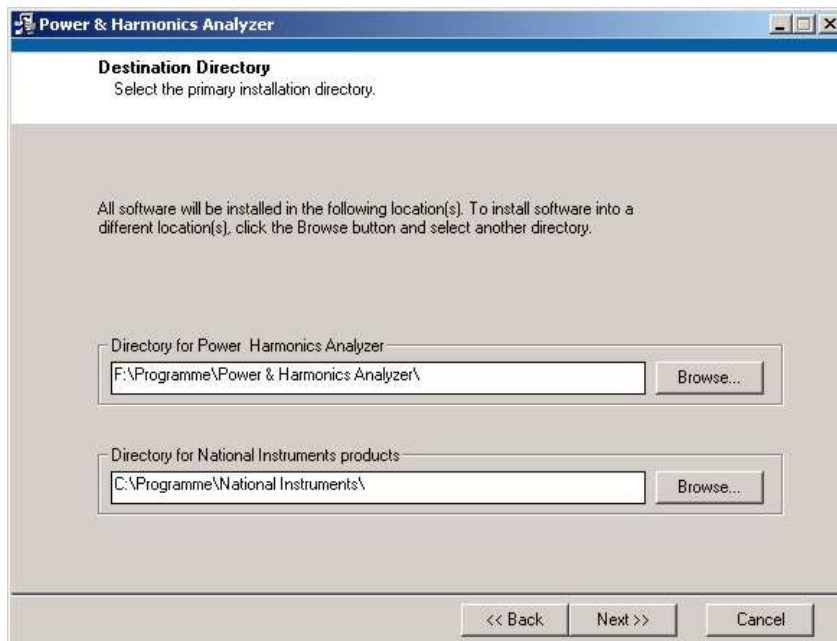 Power & Harmonics Analyzer
Destination Directory
Select the primary installation directory.
All software will be installed in the following location(s). To install software into a
different location(s), click the Browse button and select another directory.
Directory for Power  Harmonics Analyzer
F:\Programme\Power & Harmonics Analyzer\
Browse...
Directory for National Instruments products
C:\Programme\National Instruments\
Browse...
<< Back
Next >>
Cancel